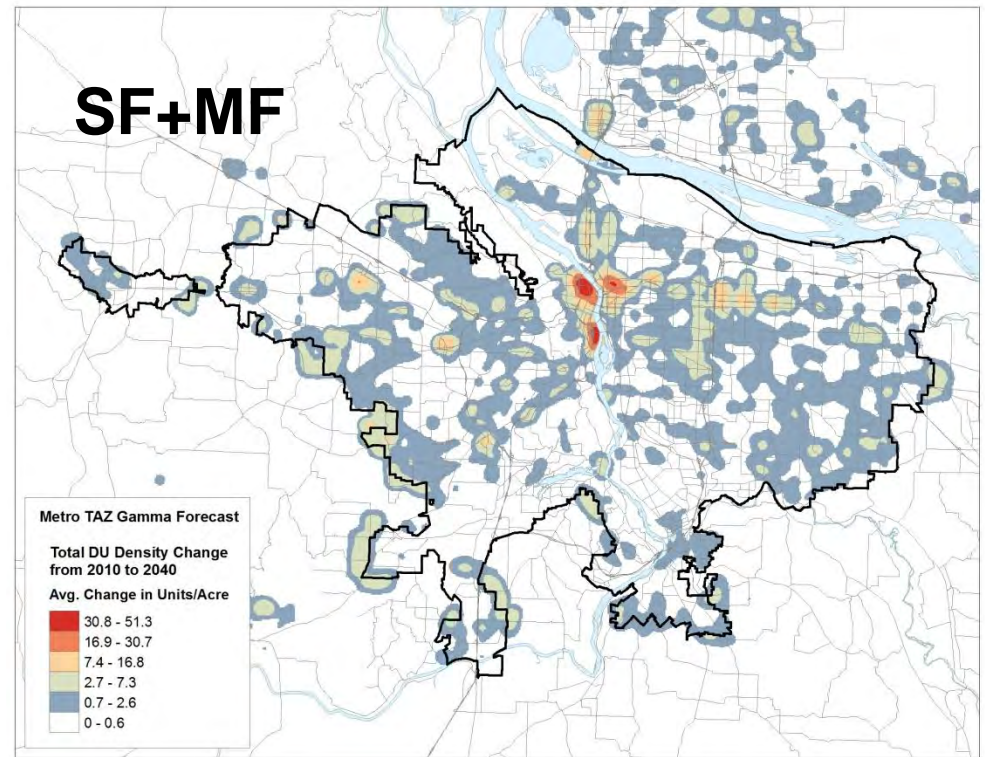 SF+MF
Metro TAZ Gamma Forecast
Total DU Density Change
from 2010 to 2040
Avg. Change in Units/Acre
30.8 - 51.3
16.9 - 30.7
7.4 - 16.8
2.7 - 7.3
0.7 - 2.6
0 - 0.6